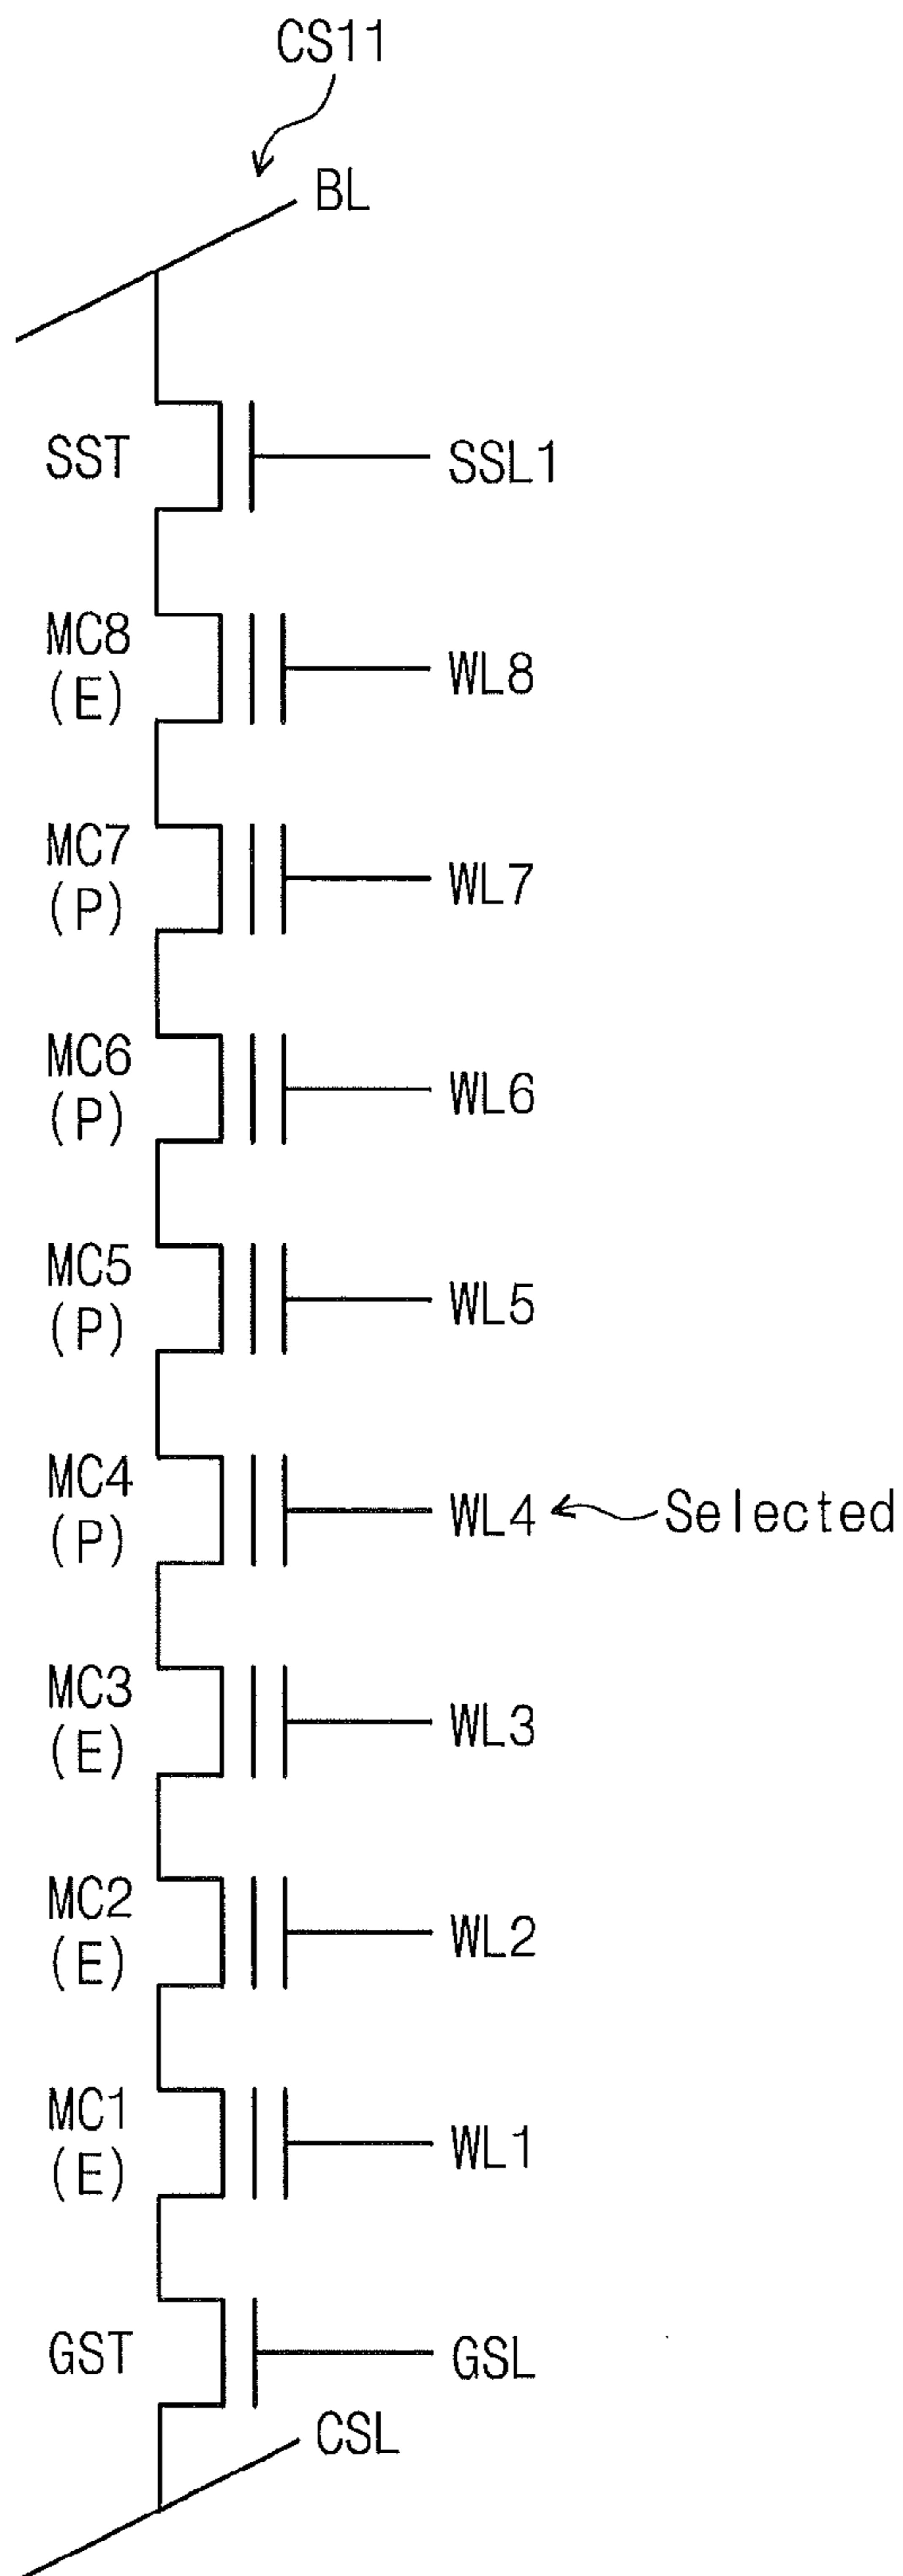 CS11
BL
SST
SSL1
MC8
(E)
WL8
MC7
(P)
WL7
MC6
(P)
WL6
MC5
(P)
WL5
MC4
(P)
WL4
Selected
MC3
(E)
WL3
MC2
(E)
WL2
MC1
(E)
WL1
GST
GSL
CSL